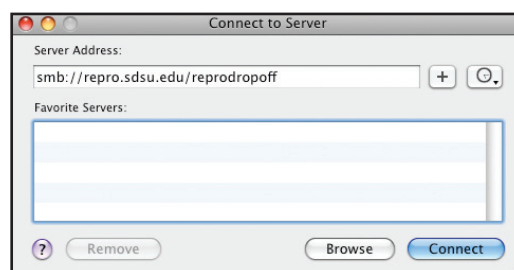 Connect to Server
Server Address:
smb://repro.sdsu.edu/reprodropoff
+
Favorite Servers:
? Remove Browse Connect